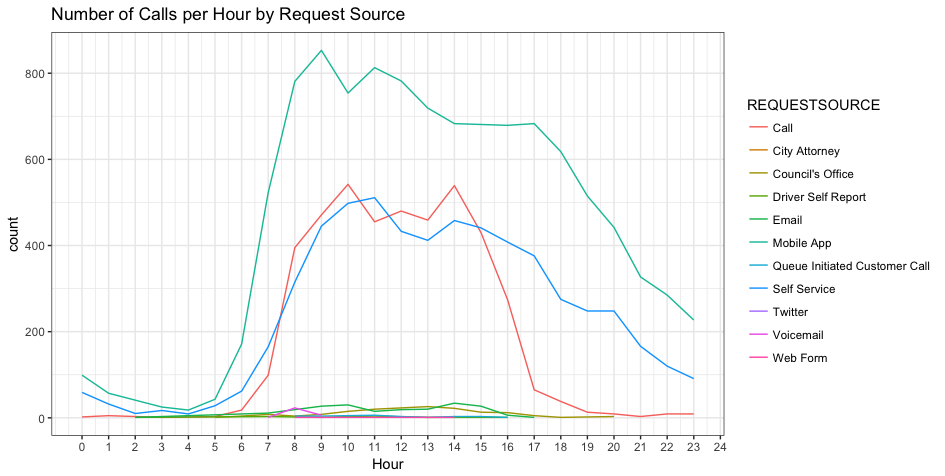 Number of Calls per Hour by Request Source
800
600
400
200
0
count
0 1 2 3 4 5 6 7 8 9 10 11 12 13 14 15 16 17 18 19 20 21 22 23 24
Hour
REQUESTSOURCE
Call
City Attorney
Council's Office
Driver Self Report
Email
Mobile App
Queue Initiated Customer Call
Self Service
Twitter
Voicemail
Web Form